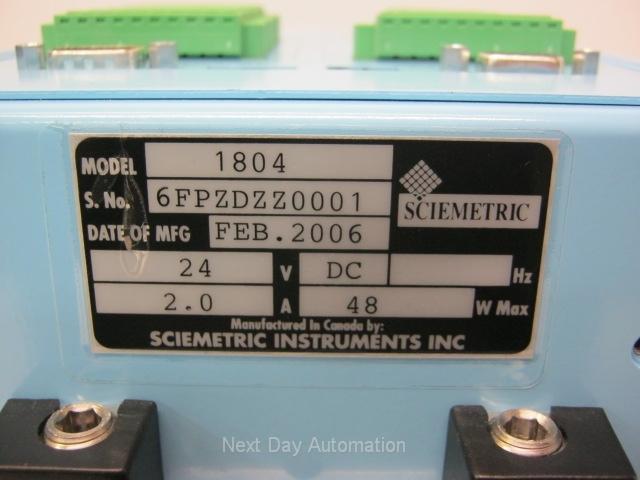 MODEL 1804
S. No. 6FPZDZZ0001
SCIEMETRIC
DATE OF MFG FEB.2006
24 V DC Hz
2.0 A 48 W Max
Manufactured In Canada by:
SCIEMETRIC INSTRUMENTS INC
Next Day Automation